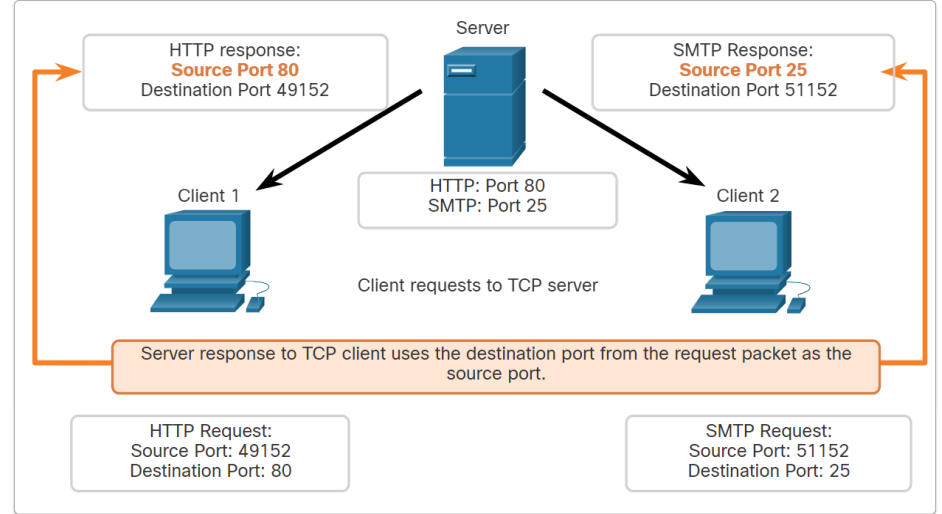 Server
HTTP response:
Source Port 80
Destination Port 49152
SMTP Response:
Source Port 25
Destination Port 51152
HTTP: Port 80
SMTP: Port 25
Client 1
Client 2
Client requests to TCP server
Server response to TCP client uses the destination port from the request packet as the
source port.
HTTP Request:
Source Port: 49152
Destination Port: 80
SMTP Request:
Source Port: 51152
Destination Port: 25